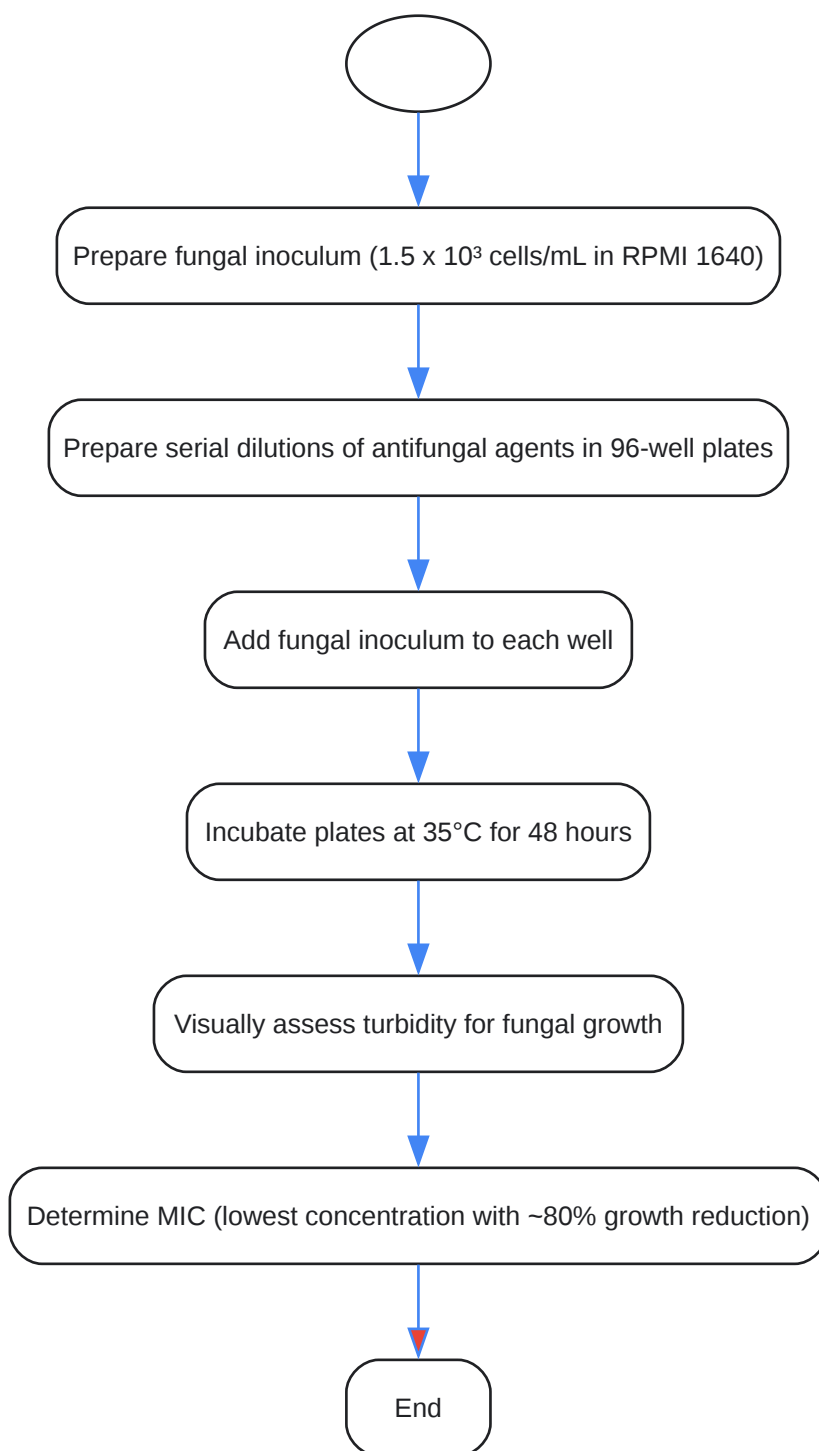 Prepare fungal inoculum (1.5 x 10³ cells/mL in RPMI 1640)
Prepare serial dilutions of antifungal agents in 96-well plates
Add fungal inoculum to each well
Incubate plates at 35°C for 48 hours
Visually assess turbidity for fungal growth
Determine MIC (lowest concentration with ~80% growth reduction)
End